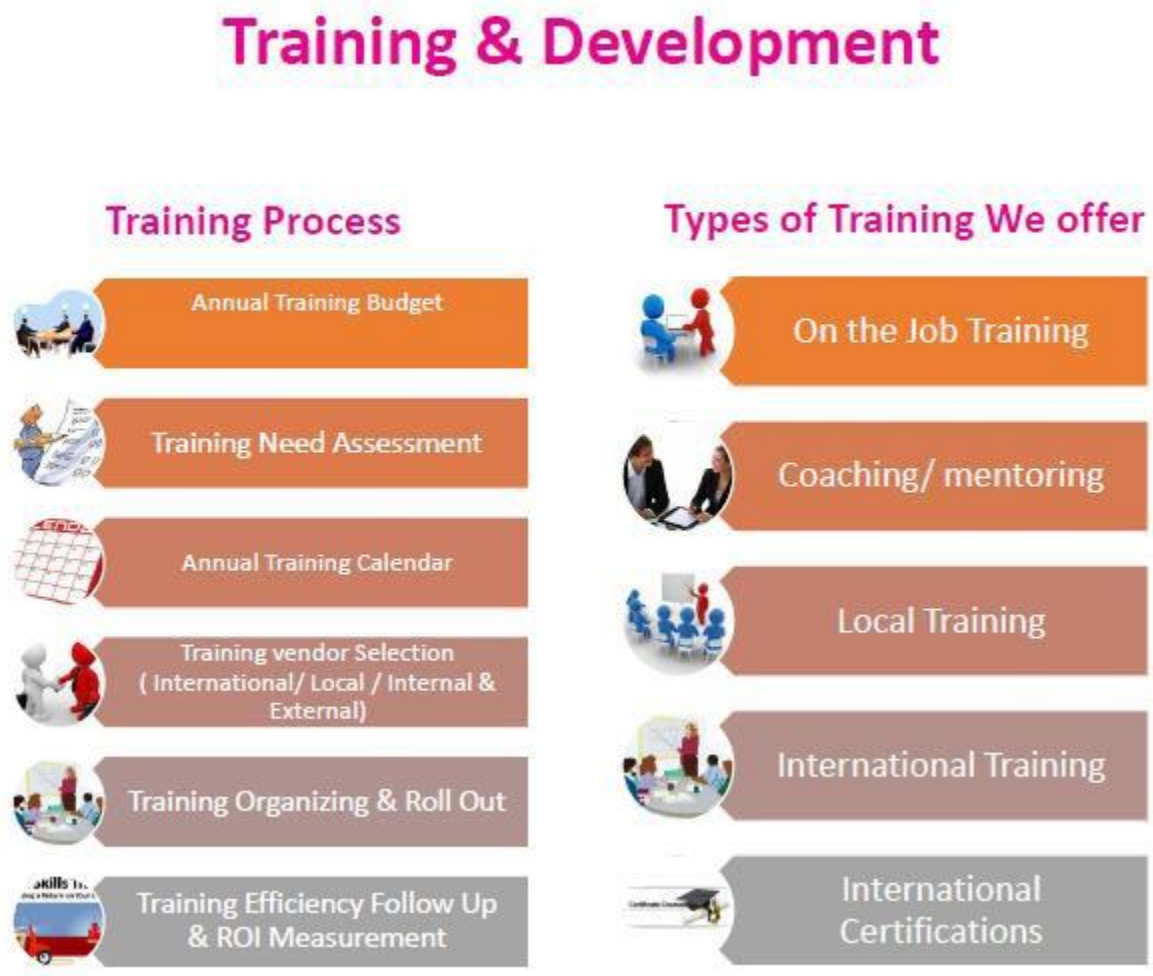 Training & Development
Training Process
Annual Training Budget
Training Need Assessment
Annual Training Calendar
Training vendor Selection
( International/ Local / Internal &
External)
Training Organizing & Roll Out
Training Efficiency Follow Up
& ROI Measurement
Types of Training We offer
On the Job Training
Coaching/ mentoring
Local Training
International Training
International
Certifications